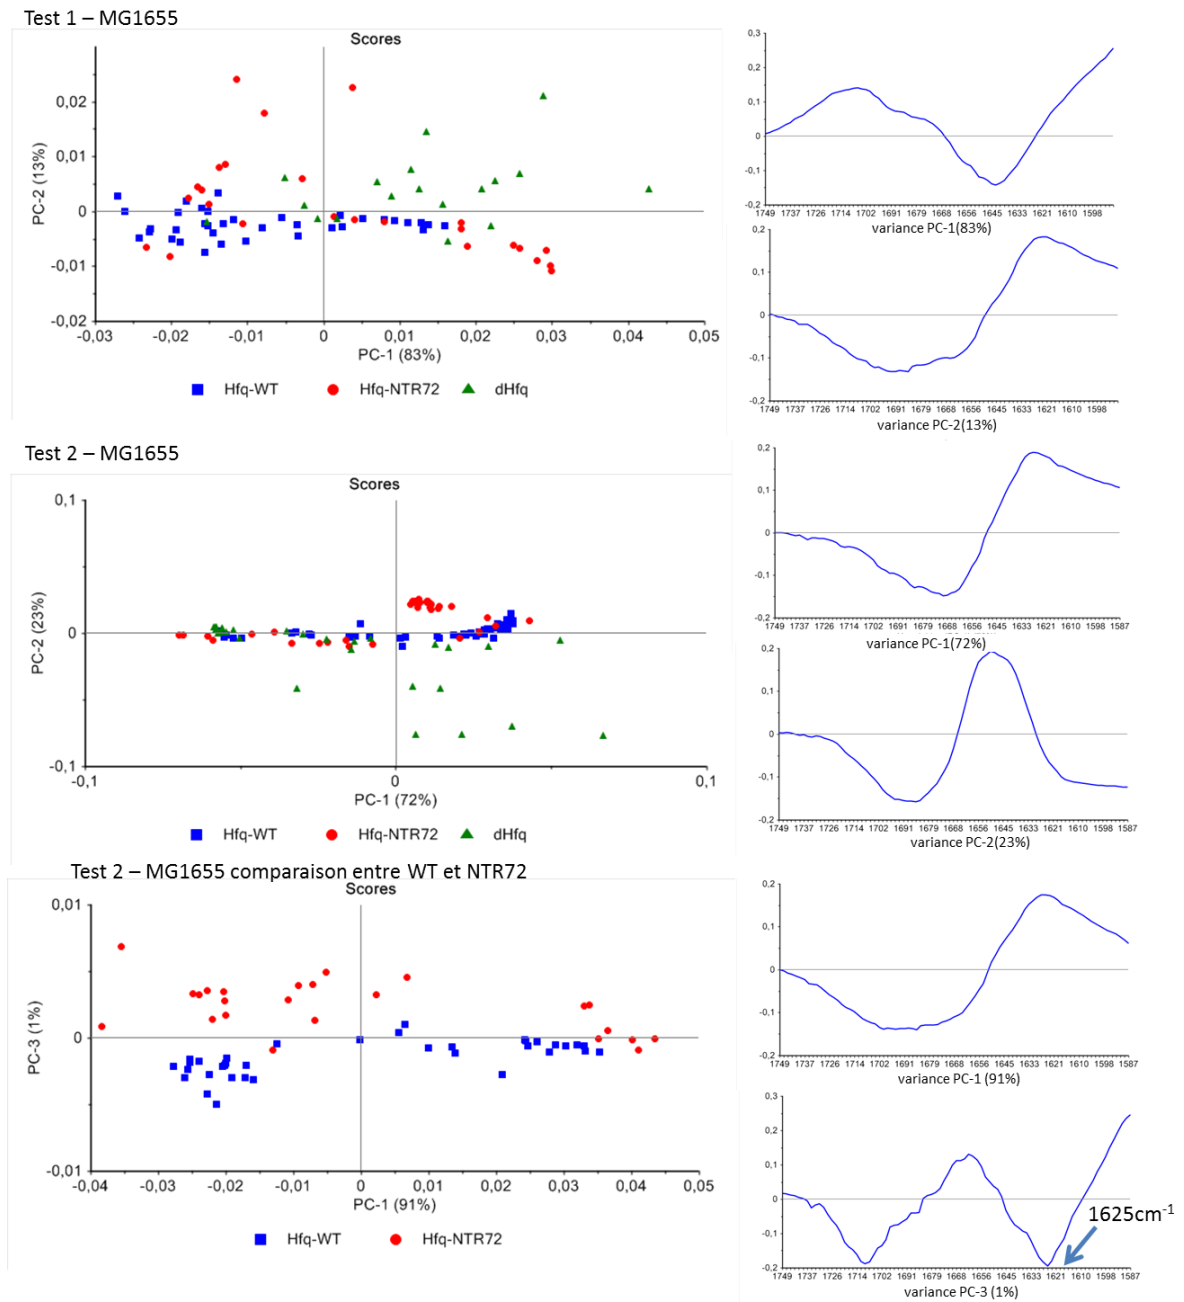 Test 1 – MG1655
Scores
PC-2 (13%)
0,02
0,01
0
-0,01
-0,02
-0,03 -0,02 -0,01 0 0,01 0,02 0,03 0,04 0,05
PC-1 (83%)
Hfq-WT Hfq-NTR72 dHfq
0,3
0,2
0,1
0
-0,1
-0,2
1749 1737 1726 1714 1702 1691 1679 1668 1656 1645 1633 1621 1610 1598
variance PC-1(83%)
0,2
0,1
0
-0,1
-0,2
1749 1737 1726 1714 1702 1691 1679 1668 1656 1645 1633 1621 1610 1598
variance PC-2(13%)
Test 2 – MG1655
Scores
PC-2 (23%)
0,1
0
-0,1
-0,1 0 0,1
PC-1 (72%)
Hfq-WT Hfq-NTR72 dHfq
0,2
0,1
0
-0,1
-0,2
1749 1737 1726 1714 1702 1691 1679 1668 1656 1645 1633 1621 1610 1598 1587
variance PC-1(72%)
0,2
0,1
0
-0,1
-0,2
1749 1737 1726 1714 1702 1691 1679 1668 1656 1645 1633 1621 1610 1598 1587
variance PC-2(23%)
Test 2 – MG1655 comparaison entre WT et NTR72
Scores
PC-3 (1%)
0,01
0
-0,01
-0,04 -0,03 -0,02 -0,01 0 0,01 0,02 0,03 0,04 0,05
PC-1 (91%)
Hfq-WT Hfq-NTR72
0,2
0,1
0
-0,1
-0,2
1749 1737 1726 1714 1702 1691 1679 1668 1656 1645 1633 1621 1610 1598 1587
variance PC-1 (91%)
0,3
0,2
0,1
0
-0,1
-0,2
1625cm-1
1749 1737 1726 1714 1702 1691 1679 1668 1656 1645 1633 1621 1610 1598 1587
variance PC-3 (1%)